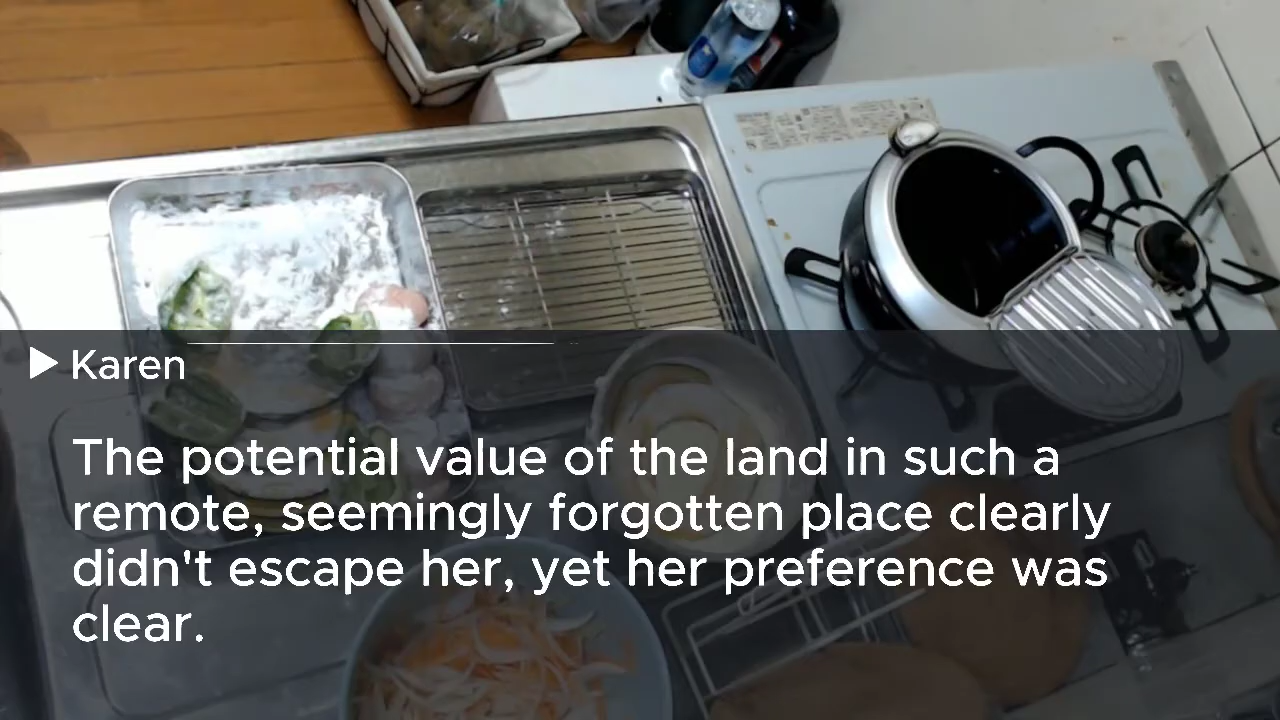 Karen
The potential value of the land in such a
remote, seemingly forgotten place clearly
didn't escape her, yet her preference was
clear.